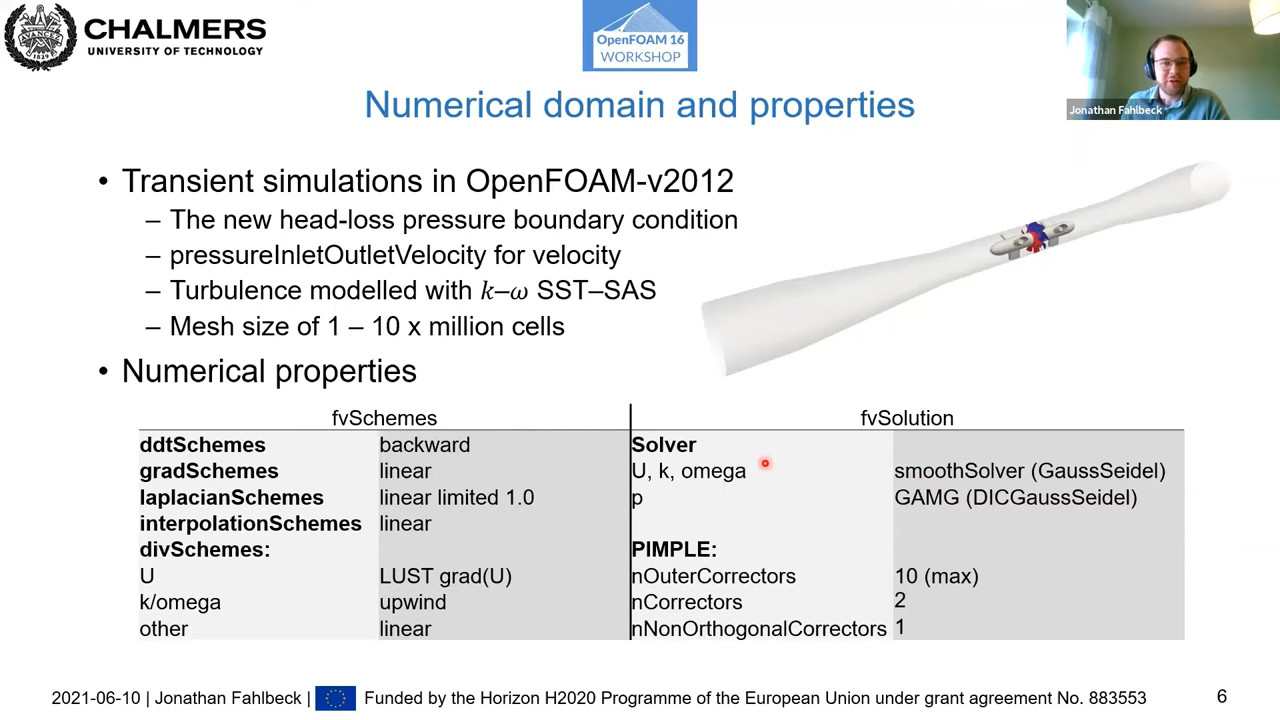 CHALMERS
UNIVERSITY OF TECHNOLOGY
AVANCEZ
1829
OpenFOAM 16
WORKSHOP
Jonathan Fahlbeck
Numerical domain and properties
• Transient simulations in OpenFOAM-v2012
– The new head-loss pressure boundary condition
– pressureInletOutletVelocity for velocity
– Turbulence modelled with k–ω SST–SAS
– Mesh size of 1 – 10 x million cells
• Numerical properties
fvSchemes fvSolution
ddtSchemes backward Solver
gradSchemes linear U, k, omega smoothSolver (GaussSeidel)
laplacianSchemes linear limited 1.0 p GAMG (DICGaussSeidel)
interpolationSchemes linear
divSchemes: PIMPLE:
U LUST grad(U) nOuterCorrectors 10 (max)
k/omega upwind nCorrectors 2
other linear nNonOrthogonalCorrectors 1
2021-06-10 | Jonathan Fahlbeck | Funded by the Horizon H2020 Programme of the European Union under grant agreement No. 883553 6